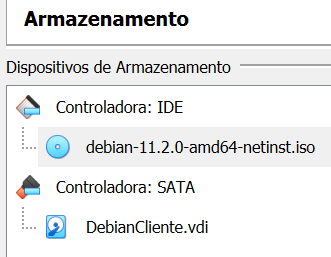 Armazenamento
Dispositivos de Armazenamento
Controladora: IDE
debian-11.2.0-amd64-netinst.iso
Controladora: SATA
DebianCliente.vdi